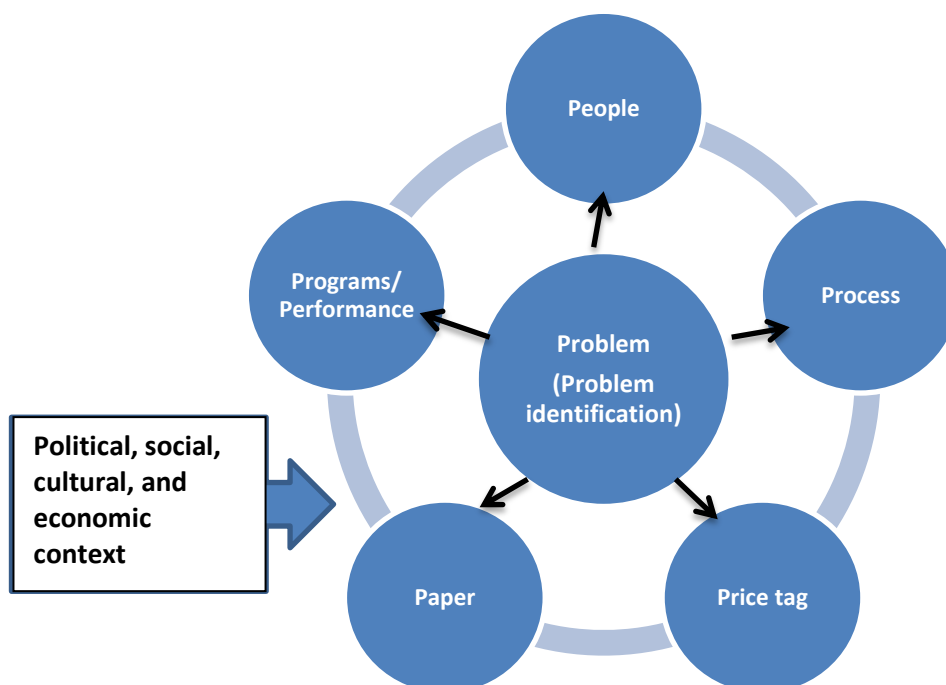 People
Programs/
Performance
Process
Problem
(Problem
identification)
Political, social,
cultural, and
economic
context
Paper
Price tag